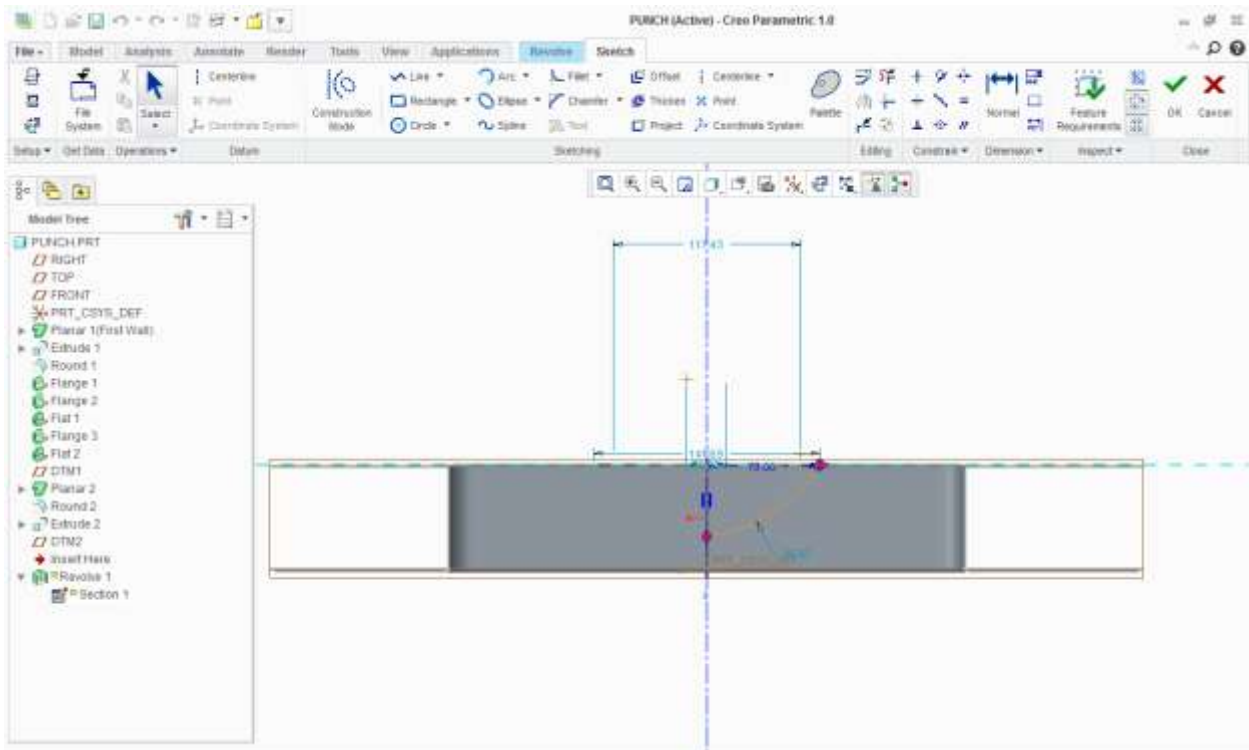 PUNCH (Active) - Creo Parametric 1.0
File Model Analysis Annotate Render Tools View Applications Revolve Sketch
Centerline Line Arc Fillet Offset Centerline
Point Rectangle Ellipse Chamfer Thicken Point
Coordinate System Circle Spline Text Project Coordinate System
File System Select Construction Mode Palette Normal Feature Requirements OK Cancel
Setup Get Data Operations Datum Sketching Editing Constrain Dimension Inspect Close
Model Tree
PUNCH.PRT
RIGHT
TOP
FRONT
PRT_CSYS_DEF
Planar 1(First Wall)
Extrude 1
Round 1
Flange 1
Flange 2
Flat 1
Flange 3
Flat 2
DTM1
Planar 2
Round 2
Extrude 2
DTM2
Insert Here
Revolve 1
Section 1